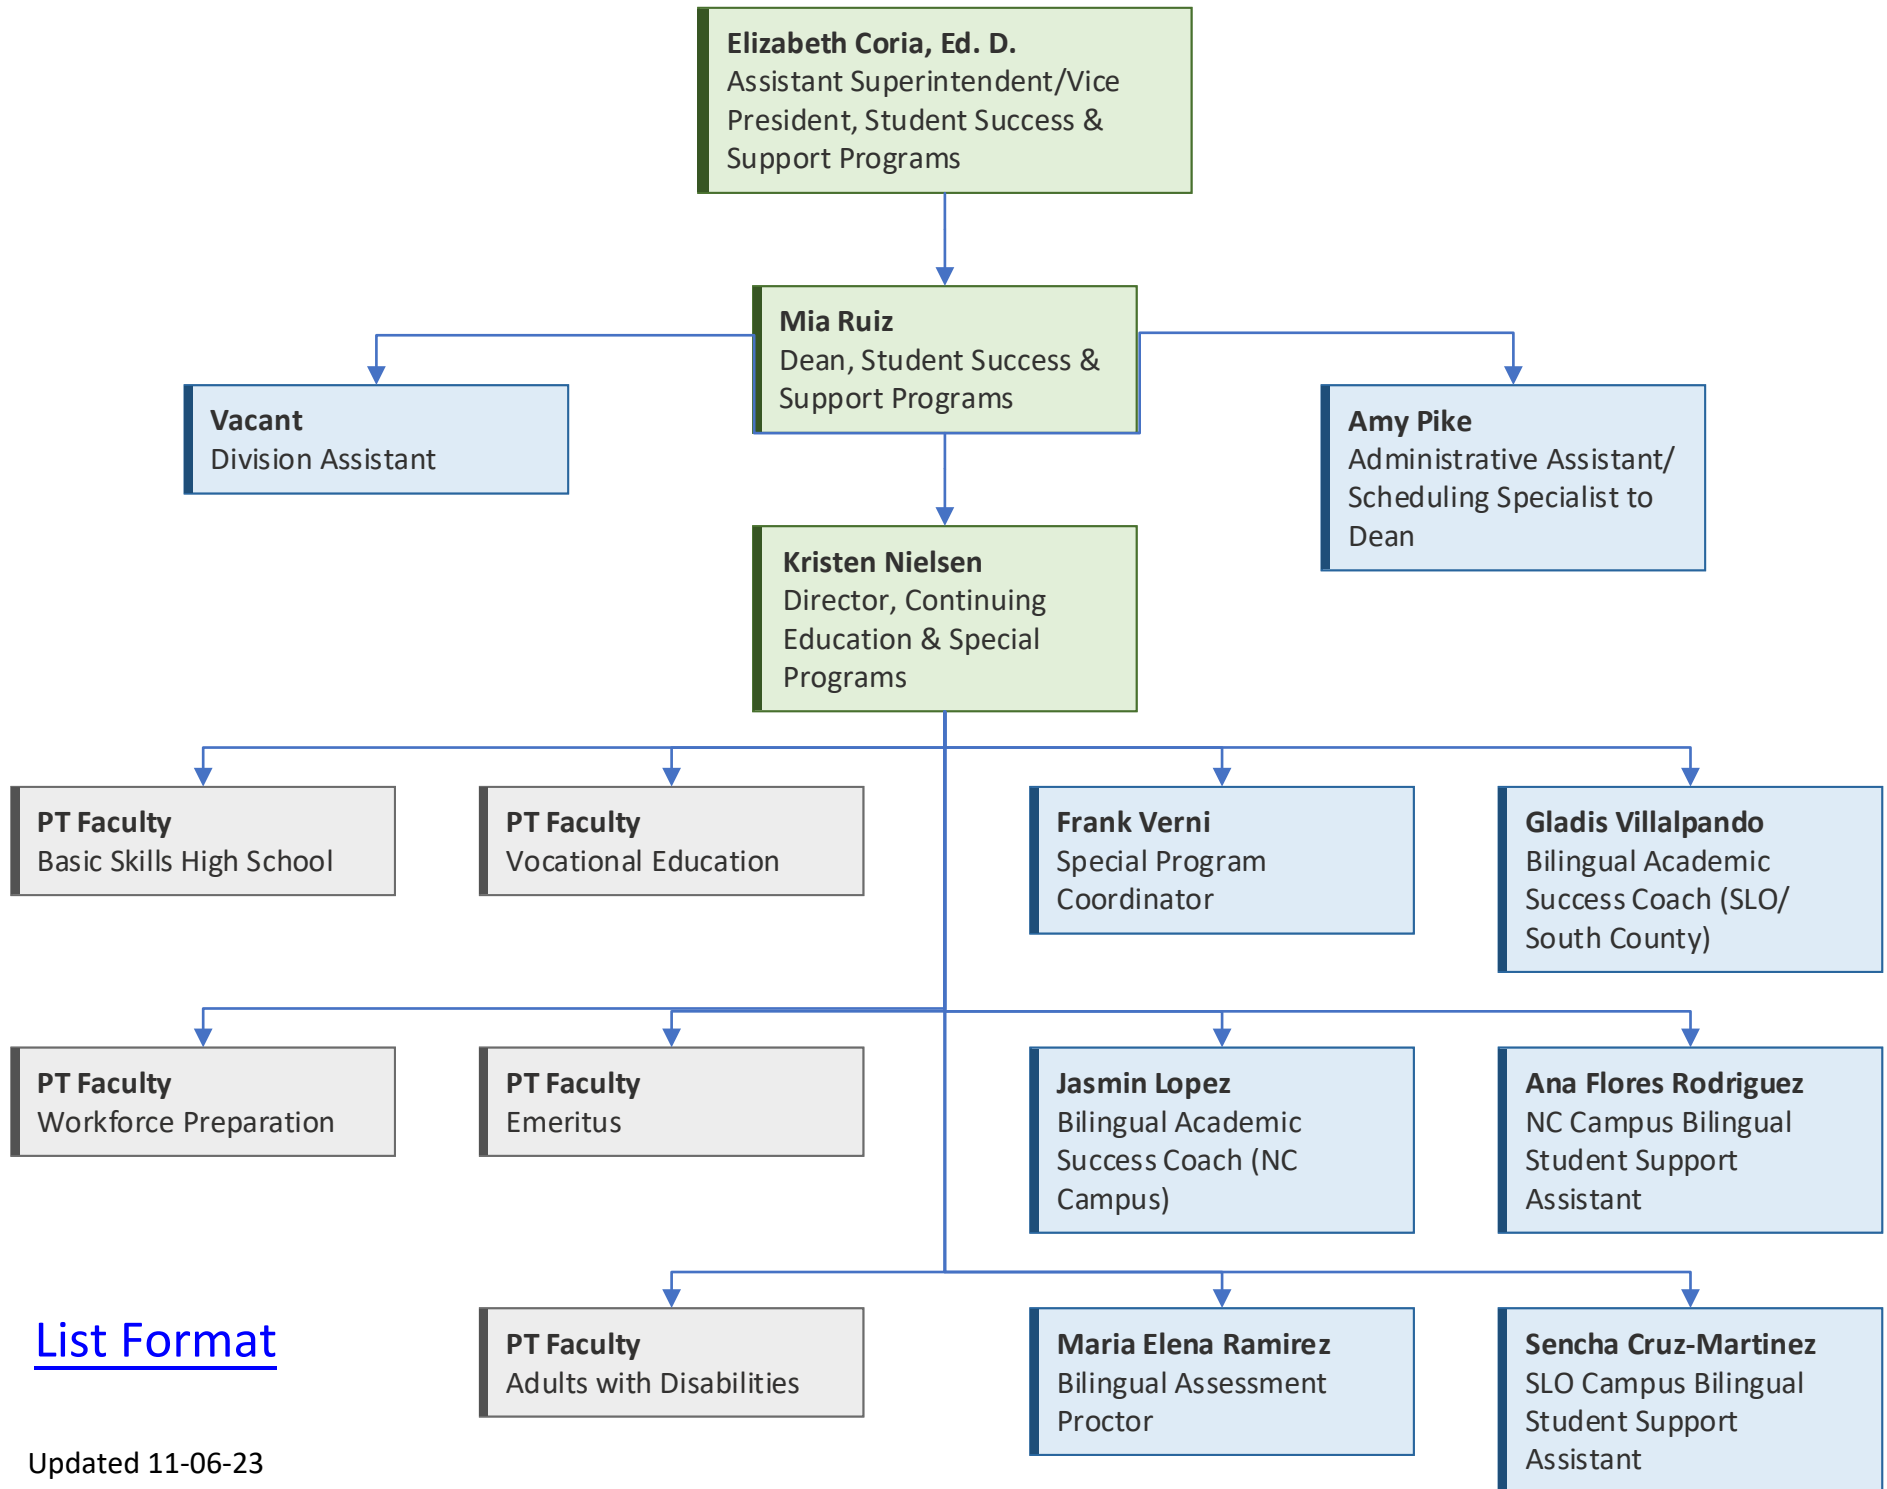 Elizabeth Coria, Ed. D.
Assistant Superintendent/Vice
President, Student Success &
Support Programs
Mia Ruiz
Dean, Student Success &
Support Programs
Vacant
Division Assistant
Amy Pike
Administrative Assistant/
Scheduling Specialist to
Dean
Kristen Nielsen
Director, Continuing
Education & Special
Programs
PT Faculty
Basic Skills High School
PT Faculty
Vocational Education
Frank Verni
Special Program
Coordinator
Gladis Villalpando
Bilingual Academic
Success Coach (SLO/
South County)
PT Faculty
Workforce Preparation
PT Faculty
Emeritus
Jasmin Lopez
Bilingual Academic
Success Coach (NC
Campus)
Ana Flores Rodriguez
NC Campus Bilingual
Student Support
Assistant
PT Faculty
Adults with Disabilities
Maria Elena Ramirez
Bilingual Assessment
Proctor
Sencha Cruz-Martinez
SLO Campus Bilingual
Student Support
Assistant
List Format
Updated 11-06-23